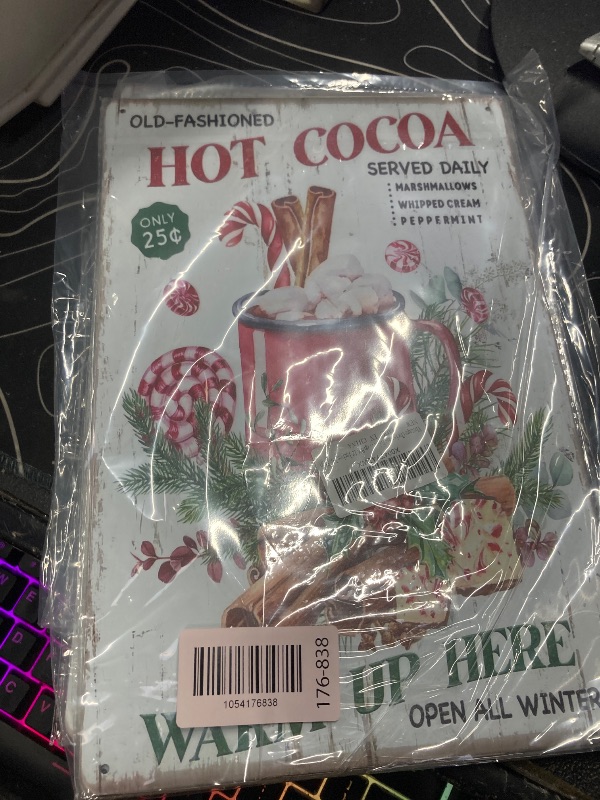 OLD-FASHIONED
HOT COCOA
SERVED DAILY
MARSHMALLOWS
WHIPPED CREAM
PEPPERMINT
ONLY
25¢
1054176838
176-838
UP HERE
OPEN ALL WINTER
W
E
D
C
V